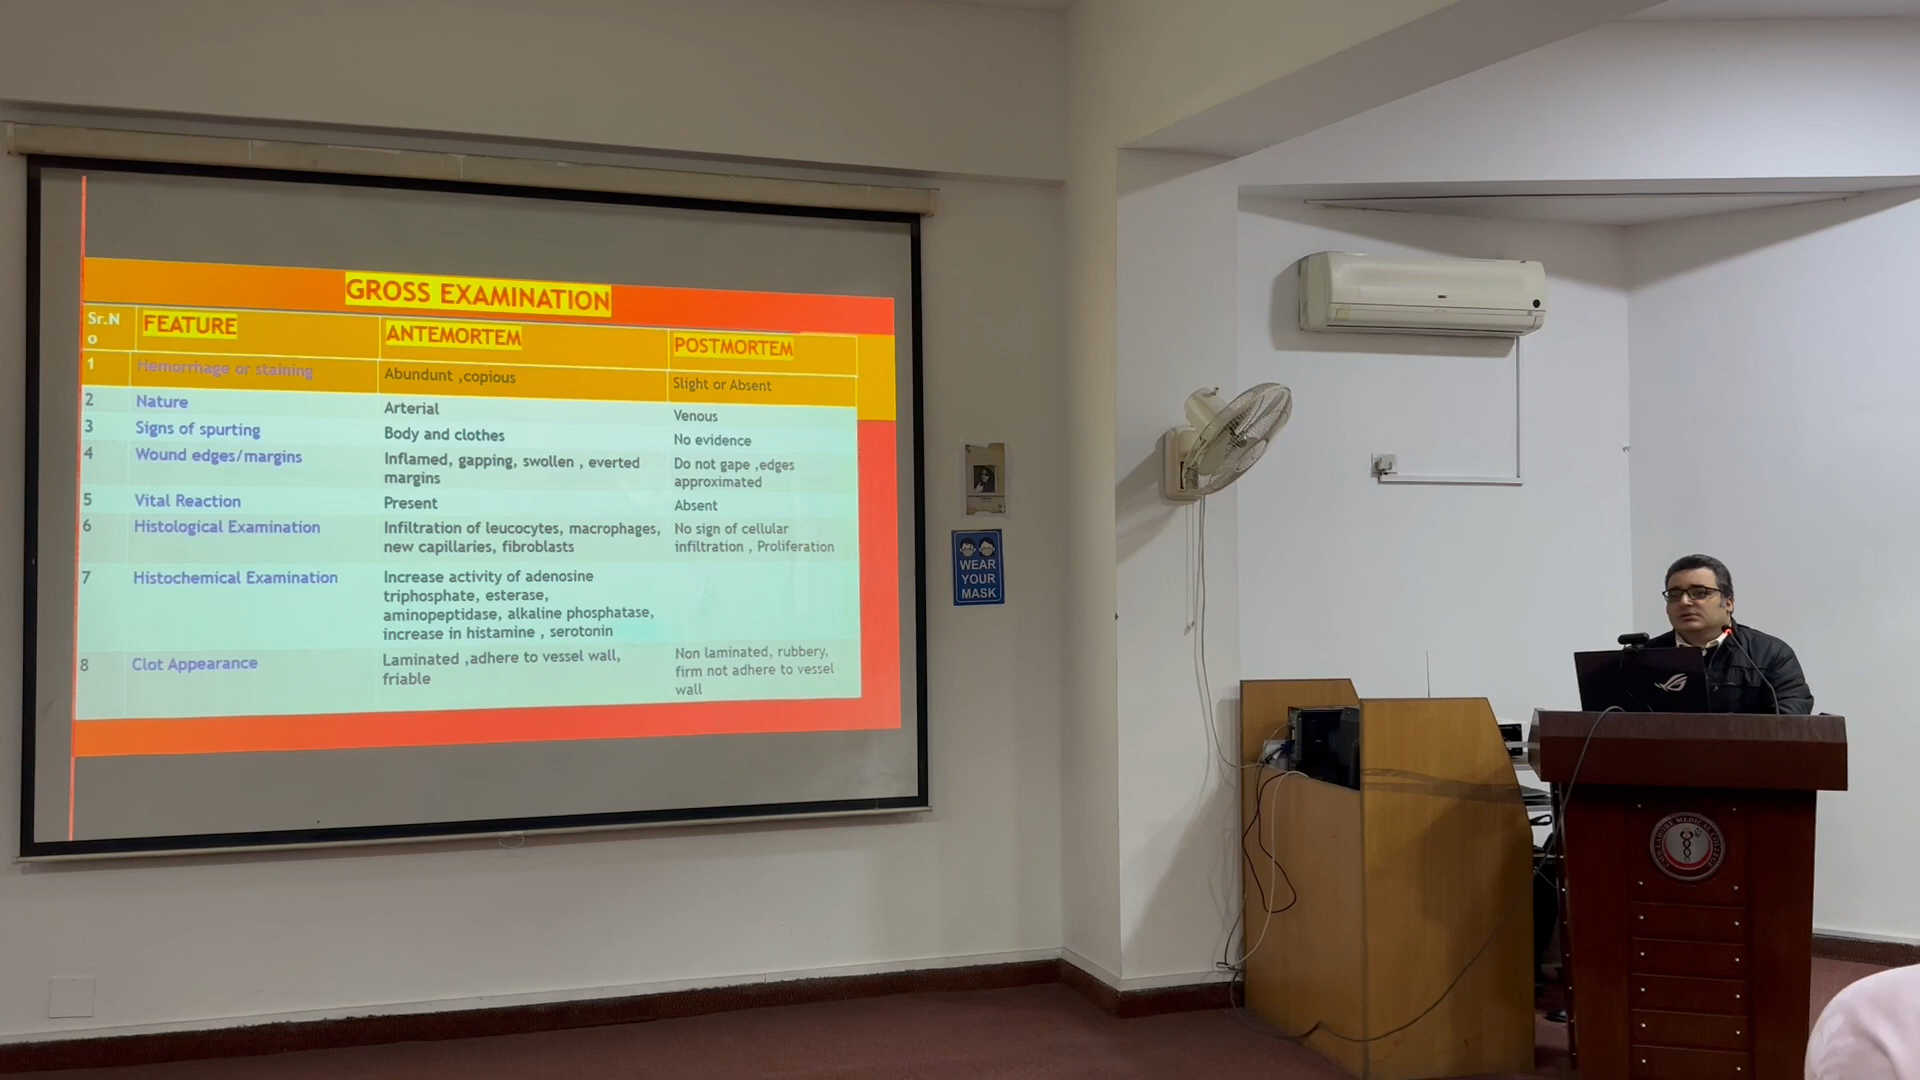 GROSS EXAMINATION
Sr.N
o
FEATURE
ANTEMORTEM
POSTMORTEM
1
Hemorrhage or staining
Abundunt ,copious
Slight or Absent
2
Nature
Arterial
Venous
3
Signs of spurting
Body and clothes
No evidence
4
Wound edges/margins
Inflamed, gapping, swollen , everted
margins
Do not gape ,edges
approximated
5
Vital Reaction
Present
Absent
6
Histological Examination
Infiltration of leucocytes, macrophages,
new capillaries, fibroblasts
No sign of cellular
infiltration , Proliferation
7
Histochemical Examination
Increase activity of adenosine
triphosphate, esterase,
aminopeptidase, alkaline phosphatase,
increase in histamine , serotonin
8
Clot Appearance
Laminated ,adhere to vessel wall,
friable
Non laminated, rubbery,
firm not adhere to vessel
wall
WEAR
YOUR
MASK
LAHORE MEDICAL COLLEGE